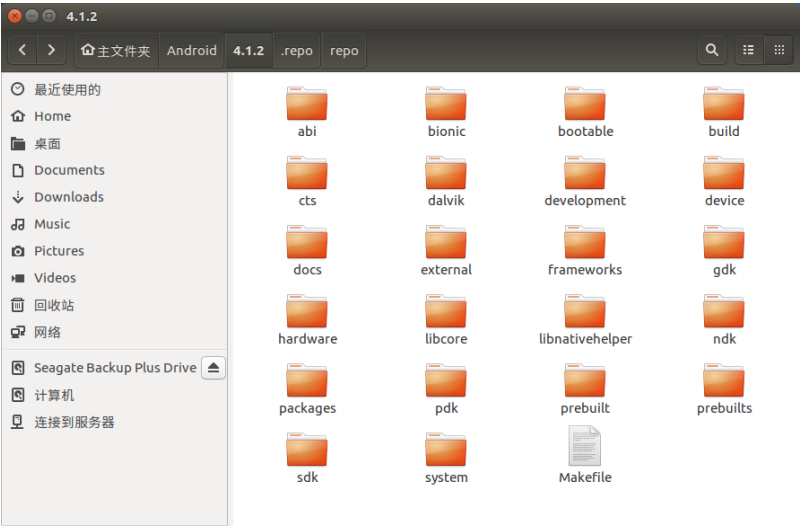 4.1.2
主文件夹 Android 4.1.2 .repo repo
最近使用的
Home
桌面
Documents
Downloads
Music
Pictures
Videos
回收站
网络
Seagate Backup Plus Drive
计算机
连接到服务器
abi bionic bootable build
cts dalvik development device
docs external frameworks gdk
hardware libcore libnativehelper ndk
packages pdk prebuilt prebuilts
sdk system Makefile